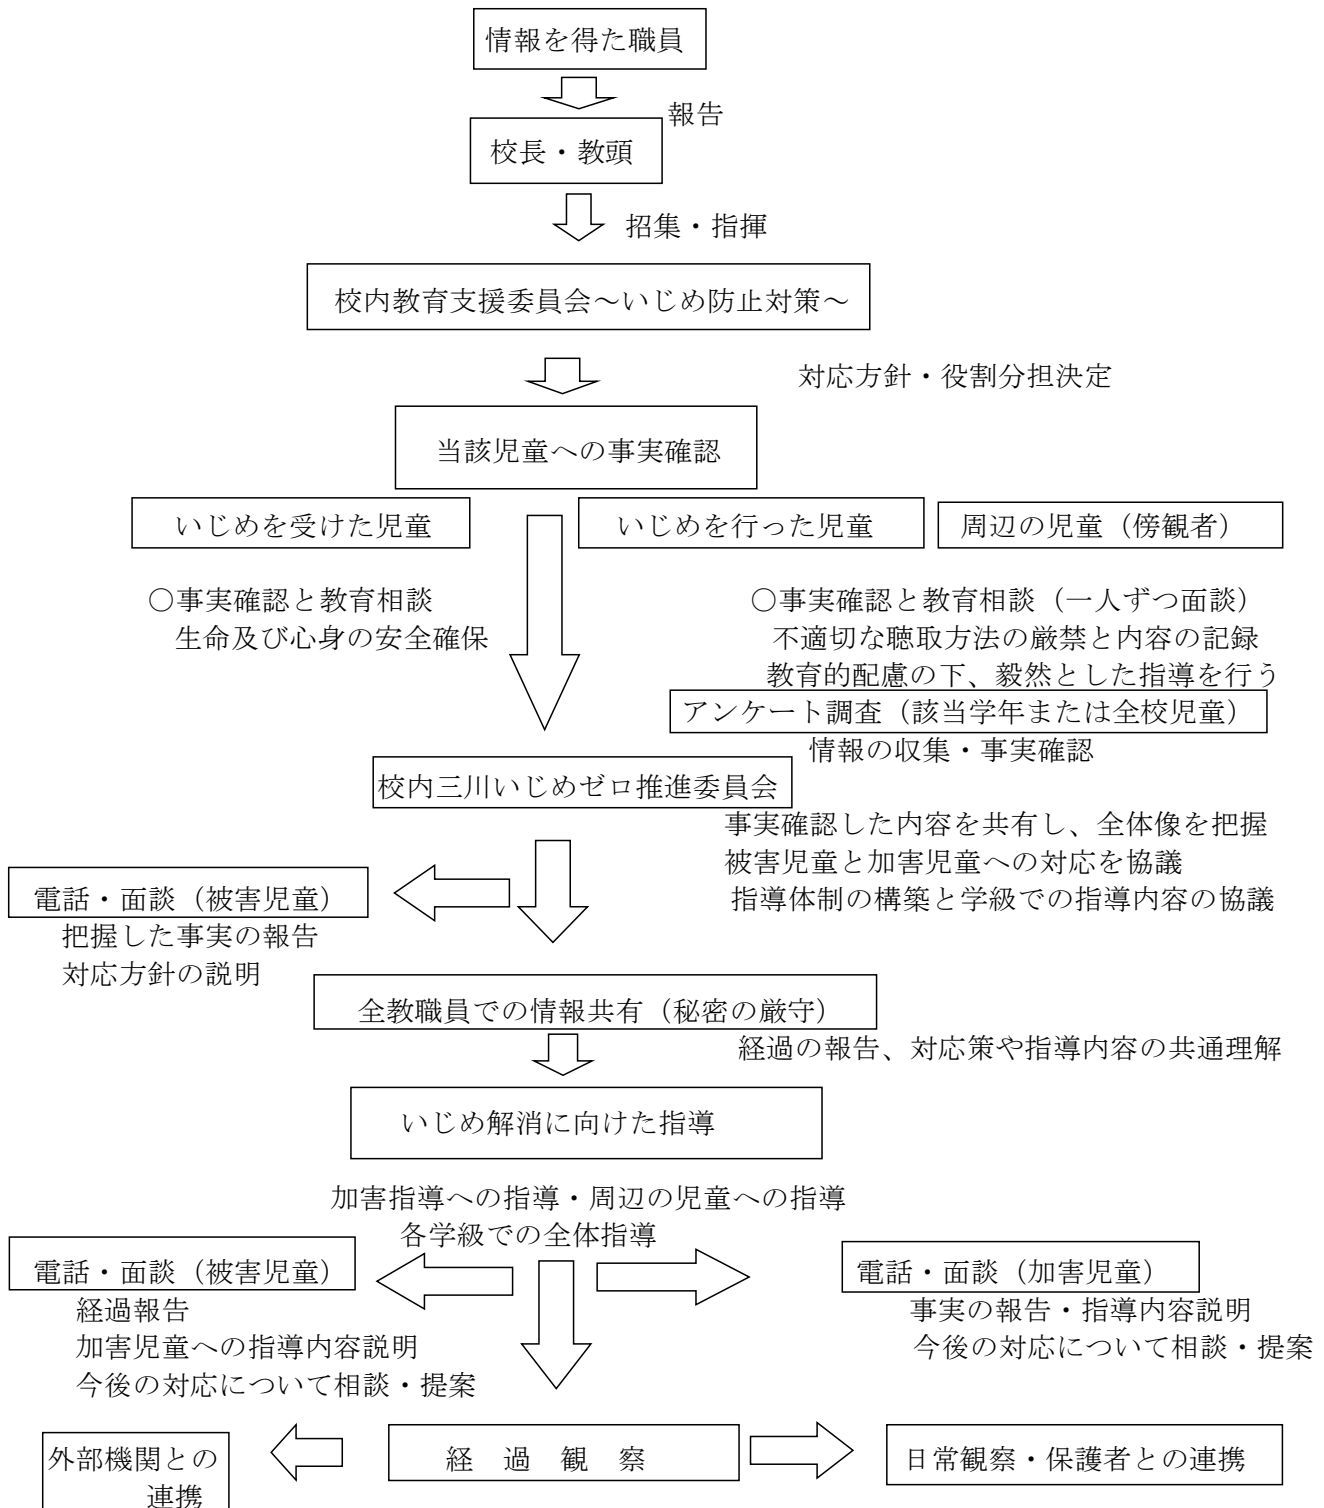 情報を得た職員
報告
校長・教頭
招集・指揮
校内教育支援委員会～いじめ防止対策～
対応方針・役割分担決定
当該児童への事実確認
いじめを受けた児童
いじめを行った児童
周辺の児童（傍観者）
○事実確認と教育相談
生命及び心身の安全確保
○事実確認と教育相談（一人ずつ面談）
不適切な聴取方法の厳禁と内容の記録
教育的配慮の下、毅然とした指導を行う
アンケート調査（該当学年または全校児童）
情報の収集・事実確認
校内三川いじめゼロ推進委員会
事実確認した内容を共有し、全体像を把握
被害児童と加害児童への対応を協議
指導体制の構築と学級での指導内容の協議
電話・面談（被害児童）
把握した事実の報告
対応方針の説明
全教職員での情報共有（秘密の厳守）
経過の報告、対応策や指導内容の共通理解
いじめ解消に向けた指導
加害指導への指導・周辺の児童への指導
各学級での全体指導
電話・面談（被害児童）
経過報告
加害児童への指導内容説明
今後の対応について相談・提案
電話・面談（加害児童）
事実の報告・指導内容説明
今後の対応について相談・提案
外部機関との
連携
経　過　観　察
日常観察・保護者との連携